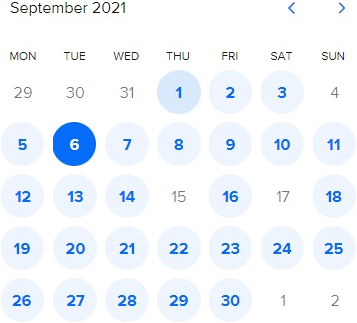 September 2021
MON TUE WED THU FRI SAT SUN
29 30 31 1 2 3 4
5 6 7 8 9 10 11
12 13 14 15 16 17 18
19 20 21 22 23 24 25
26 27 28 29 30 1 2